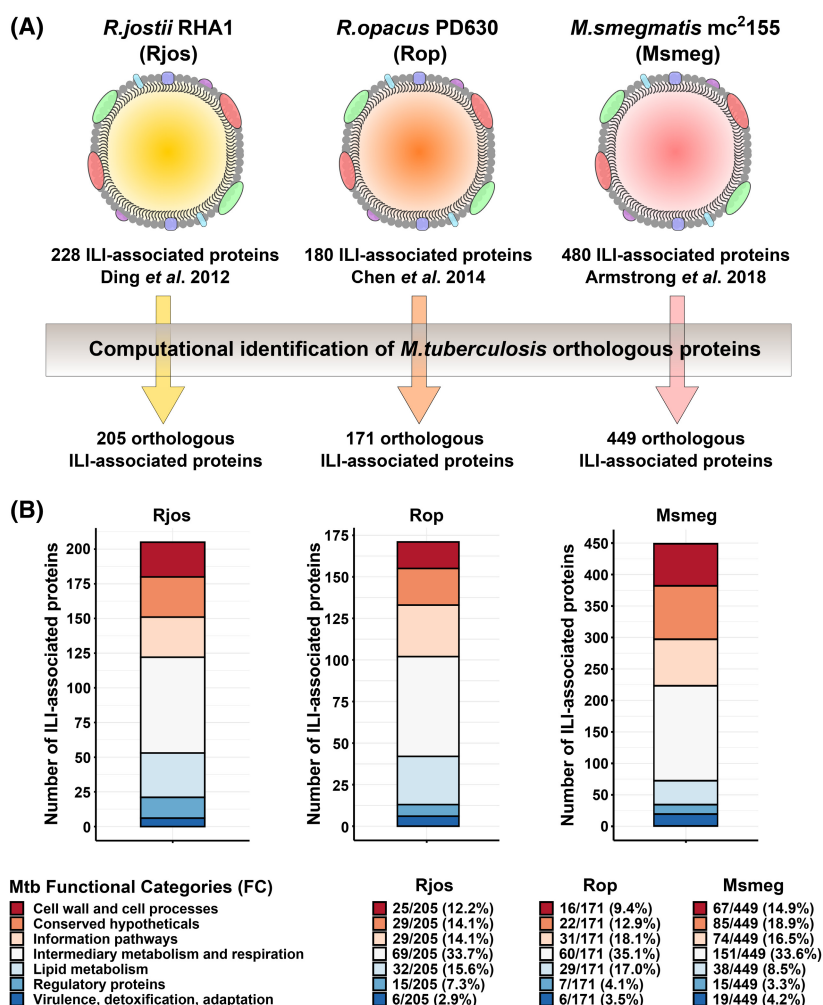 (A)
R.jostii RHA1
(Rjos)
R.opacus PD630
(Rop)
M.smegmatis mc²155
(Msmeg)
228 ILI-associated proteins
Ding et al. 2012
180 ILI-associated proteins
Chen et al. 2014
480 ILI-associated proteins
Armstrong et al. 2018
Computational identification of M.tuberculosis orthologous proteins
205 orthologous
ILI-associated proteins
171 orthologous
ILI-associated proteins
449 orthologous
ILI-associated proteins
(B)
Rjos
Number of ILI-associated proteins
200
175
150
125
100
75
50
25
0
Rop
Number of ILI-associated proteins
175
150
125
100
75
50
25
0
Msmeg
Number of ILI-associated proteins
450
400
350
300
250
200
150
100
50
0
Mtb Functional Categories (FC)
Cell wall and cell processes
Conserved hypotheticals
Information pathways
Intermediary metabolism and respiration
Lipid metabolism
Regulatory proteins
Virulence, detoxification, adaptation
Rjos
25/205 (12.2%)
29/205 (14.1%)
29/205 (14.1%)
69/205 (33.7%)
32/205 (15.6%)
15/205 (7.3%)
6/205 (2.9%)
Rop
16/171 (9.4%)
22/171 (12.9%)
31/171 (18.1%)
60/171 (35.1%)
29/171 (17.0%)
7/171 (4.1%)
6/171 (3.5%)
Msmeg
67/449 (14.9%)
85/449 (18.9%)
74/449 (16.5%)
151/449 (33.6%)
38/449 (8.5%)
15/449 (3.3%)
19/449 (4.2%)